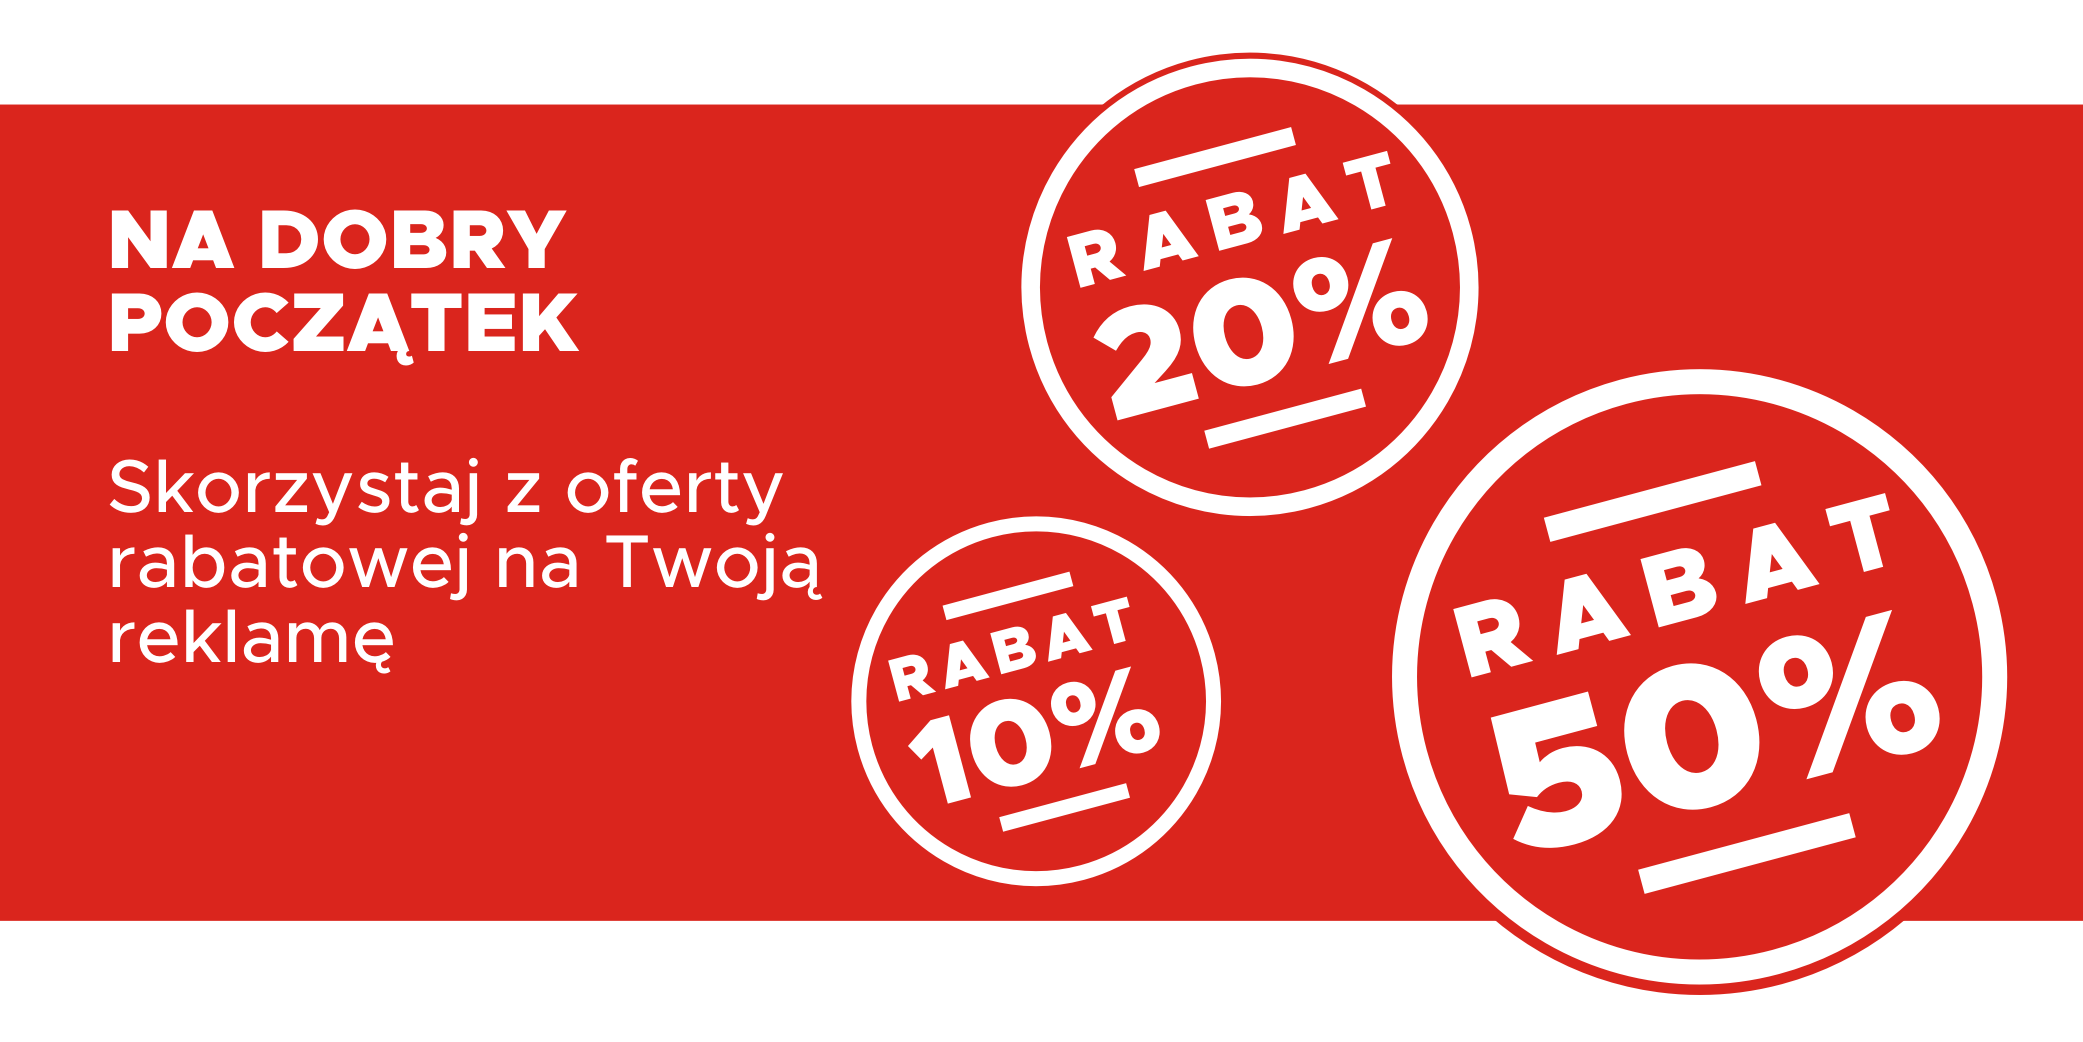 NA DOBRY
POCZĄTEK
Skorzystaj z oferty
rabatowej na Twoją
reklamę
RABAT
20%
RABAT
10%
RABAT
50%